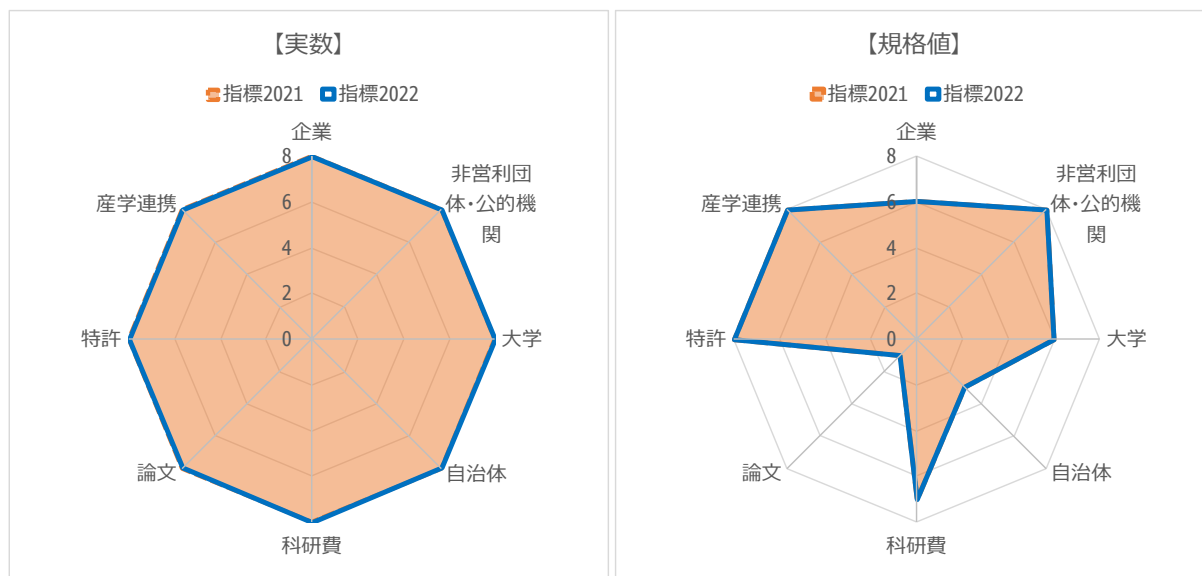 【実数】
指標2021 指標2022
企業
8
6
4
2
0
非営利団
体・公的機
関
大学
自治体
科研費
論文
特許
産学連携
【規格値】
指標2021 指標2022
企業
8
6
4
2
0
非営利団
体・公的機
関
大学
自治体
科研費
論文
特許
産学連携